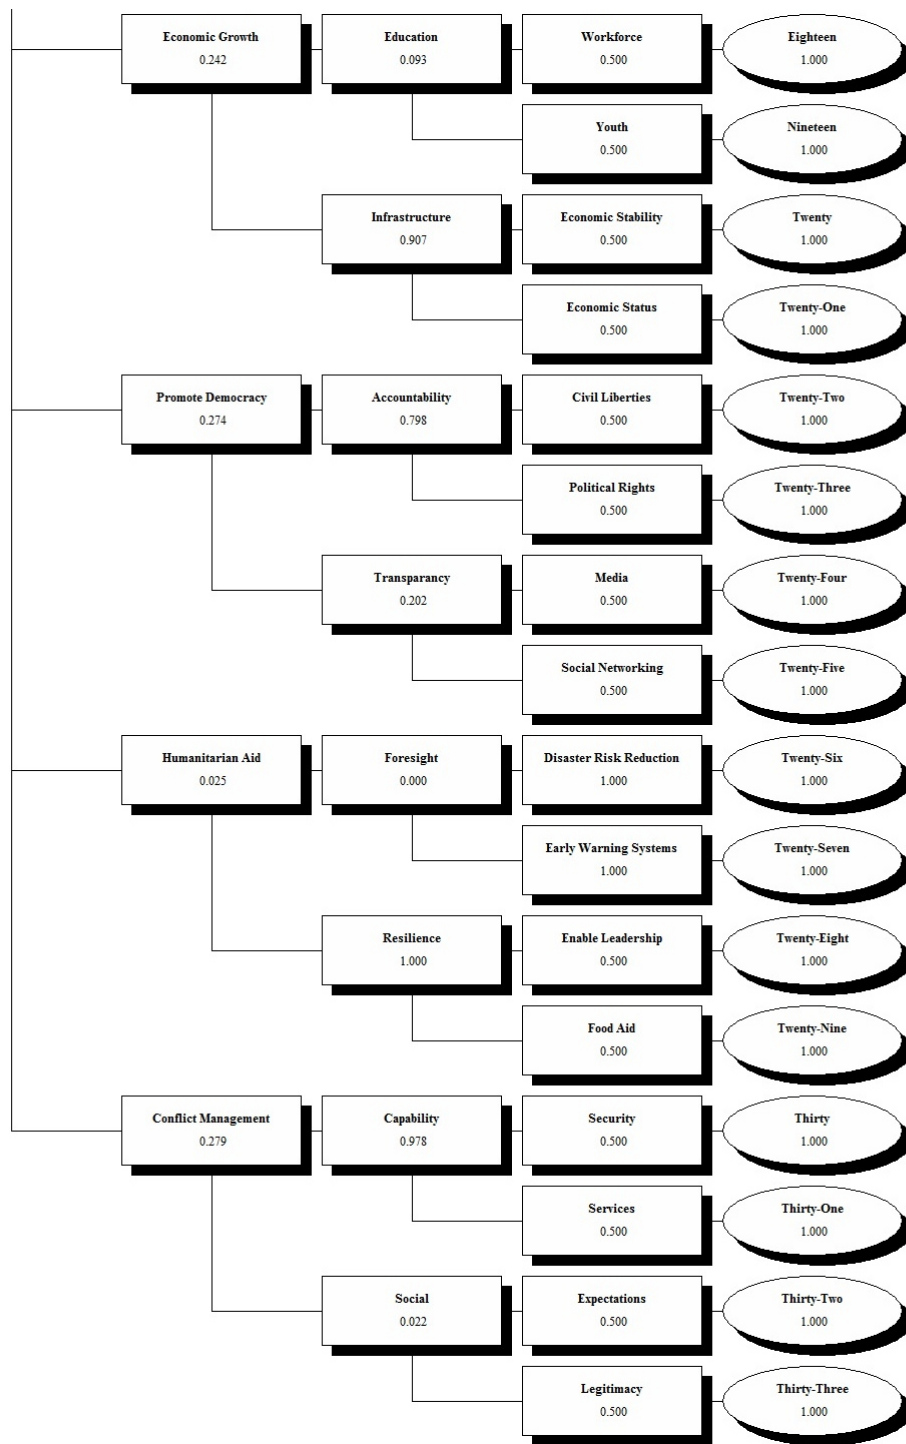 Economic Growth
0.242
Education
0.093
Workforce
0.500
Eighteen
1.000
Youth
0.500
Nineteen
1.000
Infrastructure
0.907
Economic Stability
0.500
Twenty
1.000
Economic Status
0.500
Twenty-One
1.000
Promote Democracy
0.274
Accountability
0.798
Civil Liberties
0.500
Twenty-Two
1.000
Political Rights
0.500
Twenty-Three
1.000
Transparancy
0.202
Media
0.500
Twenty-Four
1.000
Social Networking
0.500
Twenty-Five
1.000
Humanitarian Aid
0.025
Foresight
0.000
Disaster Risk Reduction
1.000
Twenty-Six
1.000
Early Warning Systems
1.000
Twenty-Seven
1.000
Resilience
1.000
Enable Leadership
0.500
Twenty-Eight
1.000
Food Aid
0.500
Twenty-Nine
1.000
Conflict Management
0.279
Capability
0.978
Security
0.500
Thirty
1.000
Services
0.500
Thirty-One
1.000
Social
0.022
Expectations
0.500
Thirty-Two
1.000
Legitimacy
0.500
Thirty-Three
1.000